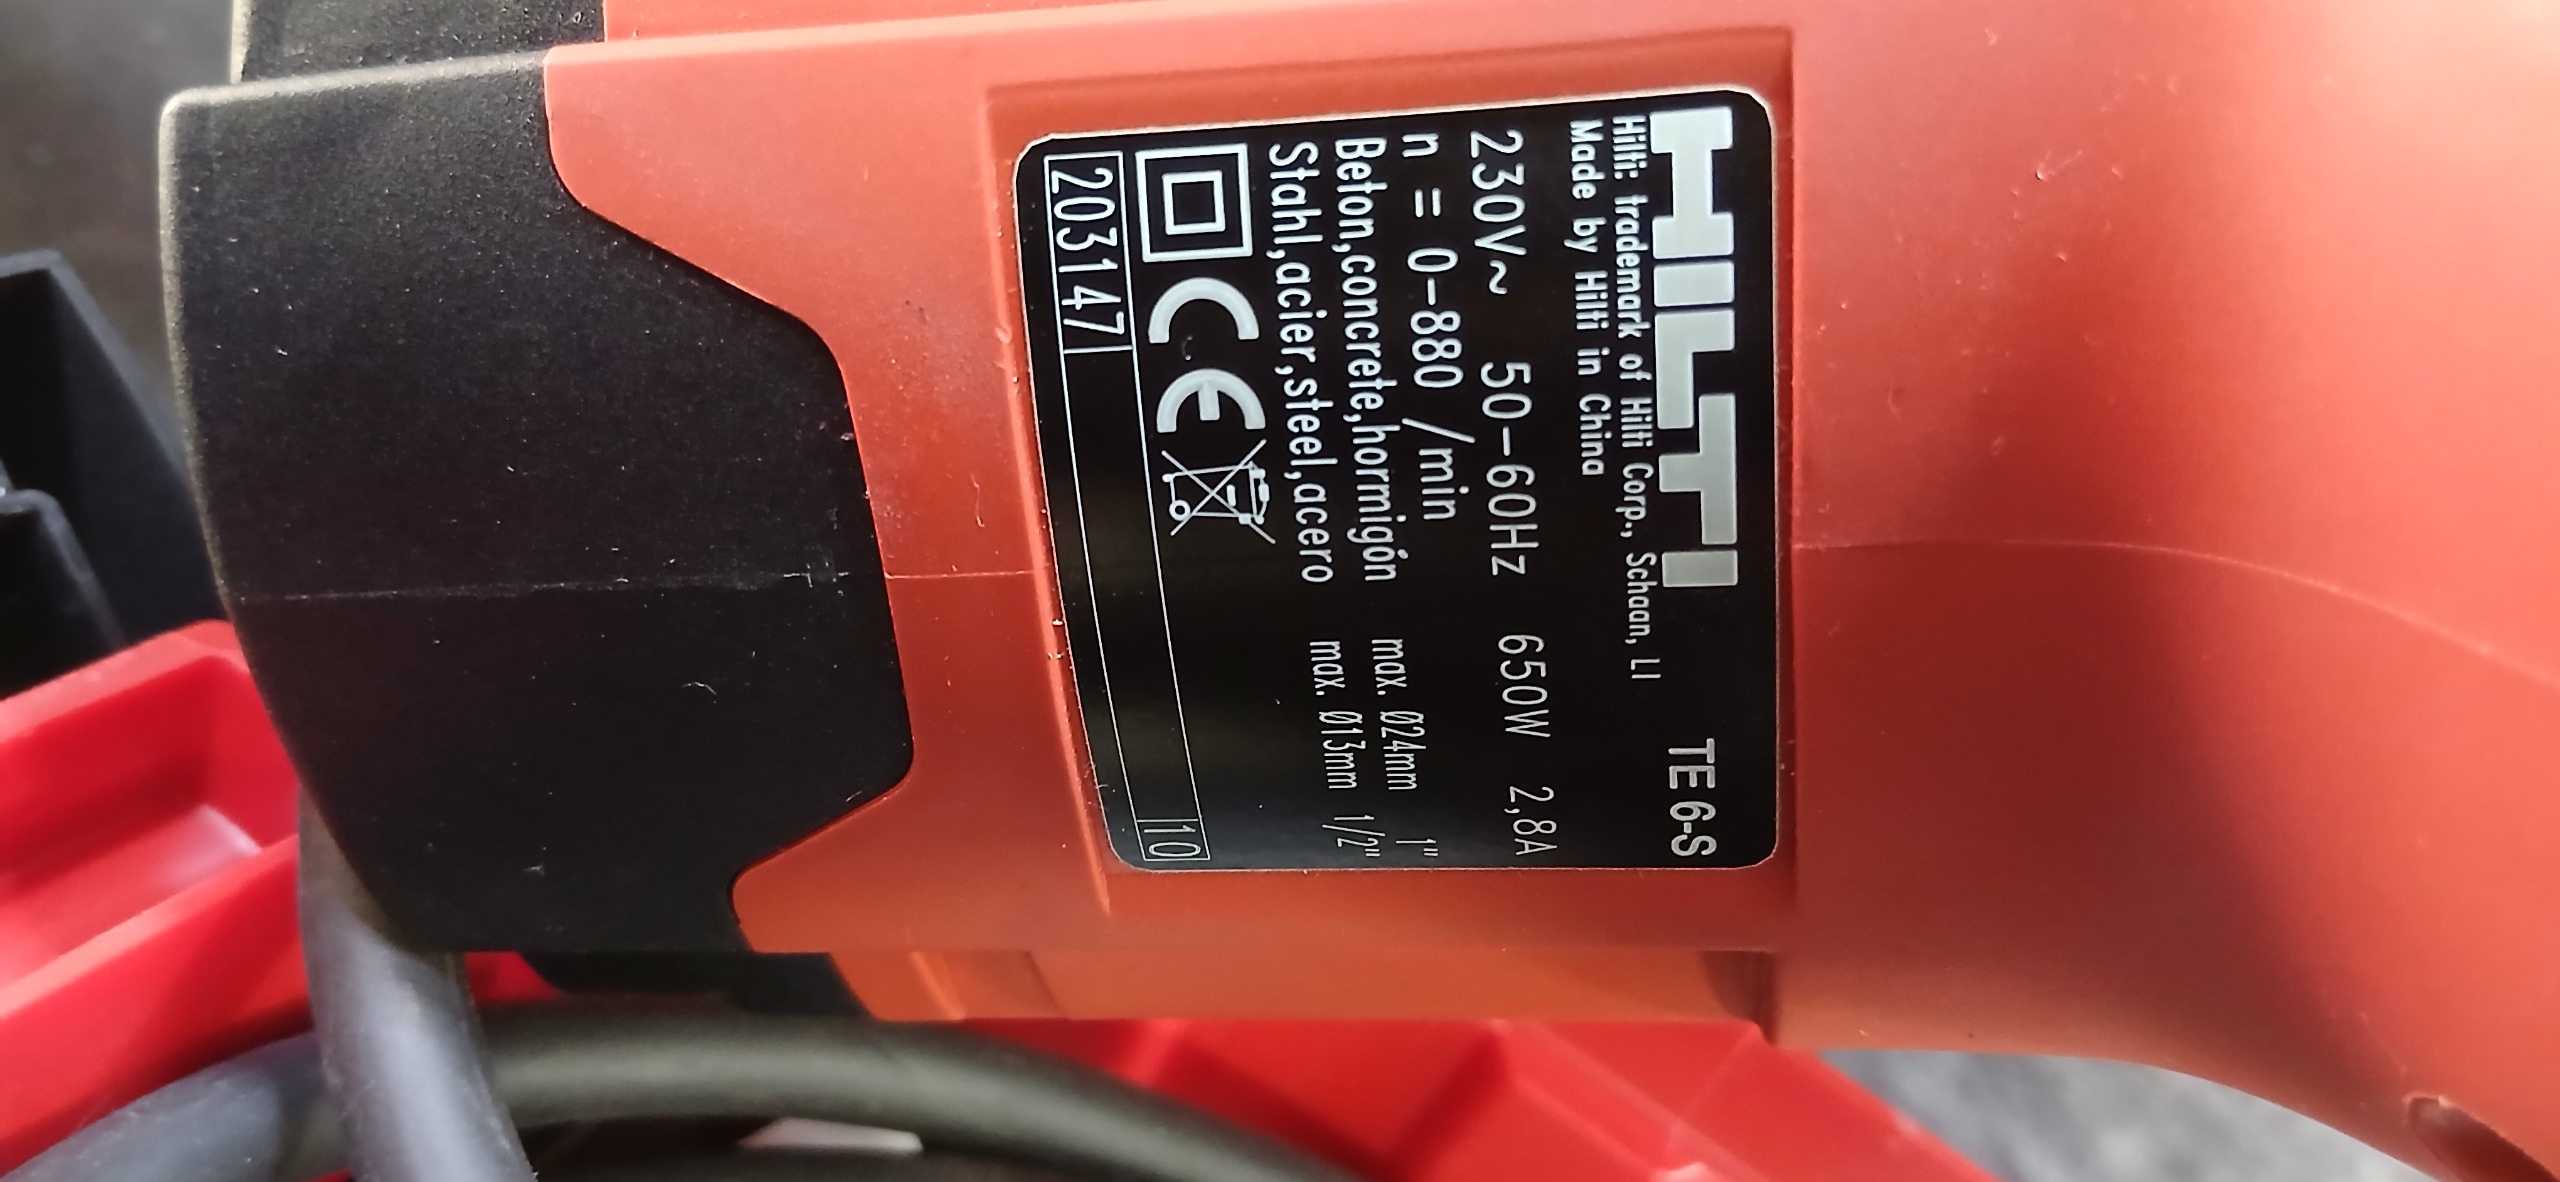 HILTI TE 6-S
Hilti: trademark of Hilti Corp., Schaan, LI
Made by Hilti in China
230V~ 50-60Hz 650W 2,8A
n = 0-880 /min
Beton,concrete,hormigón max. Ø24mm 1"
Stahl,acier,steel,acero max. Ø13mm 1/2"
CE
2031471 10